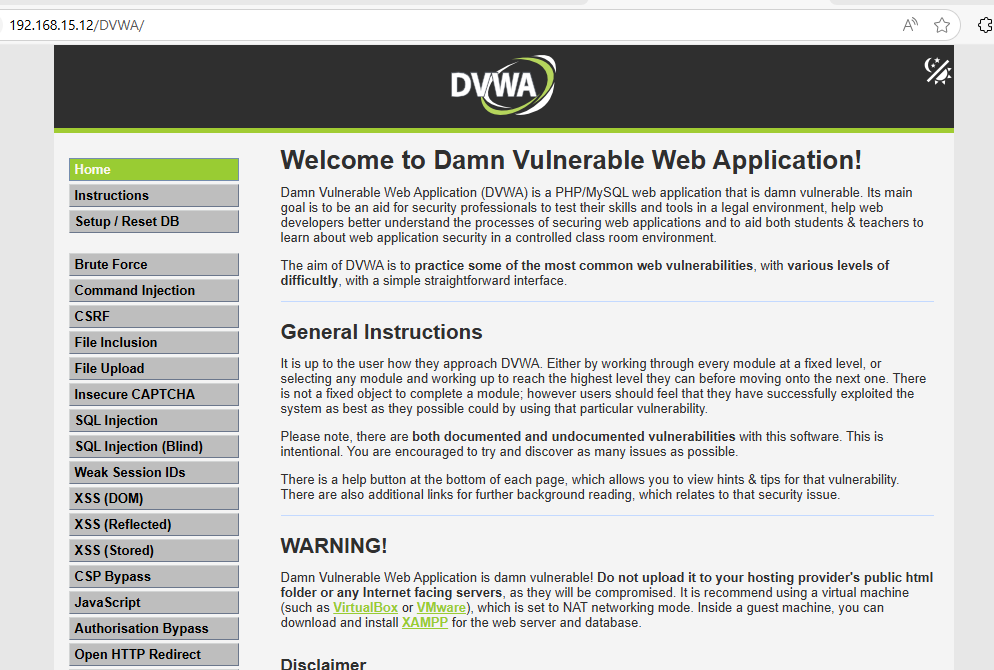 192.168.15.12/DVWA/
DVWA
Home
Instructions
Setup / Reset DB
Brute Force
Command Injection
CSRF
File Inclusion
File Upload
Insecure CAPTCHA
SQL Injection
SQL Injection (Blind)
Weak Session IDs
XSS (DOM)
XSS (Reflected)
XSS (Stored)
CSP Bypass
JavaScript
Authorisation Bypass
Open HTTP Redirect
Welcome to Damn Vulnerable Web Application!
Damn Vulnerable Web Application (DVWA) is a PHP/MySQL web application that is damn vulnerable. Its main
goal is to be an aid for security professionals to test their skills and tools in a legal environment, help web
developers better understand the processes of securing web applications and to aid both students & teachers to
learn about web application security in a controlled class room environment.
The aim of DVWA is to practice some of the most common web vulnerabilities, with various levels of
difficultly, with a simple straightforward interface.
General Instructions
It is up to the user how they approach DVWA. Either by working through every module at a fixed level, or
selecting any module and working up to reach the highest level they can before moving onto the next one. There
is not a fixed object to complete a module; however users should feel that they have successfully exploited the
system as best as they possible could by using that particular vulnerability.
Please note, there are both documented and undocumented vulnerabilities with this software. This is
intentional. You are encouraged to try and discover as many issues as possible.
There is a help button at the bottom of each page, which allows you to view hints & tips for that vulnerability.
There are also additional links for further background reading, which relates to that security issue.
WARNING!
Damn Vulnerable Web Application is damn vulnerable! Do not upload it to your hosting provider's public html
folder or any Internet facing servers, as they will be compromised. It is recommend using a virtual machine
(such as VirtualBox or VMware), which is set to NAT networking mode. Inside a guest machine, you can
download and install XAMPP for the web server and database.
Disclaimer